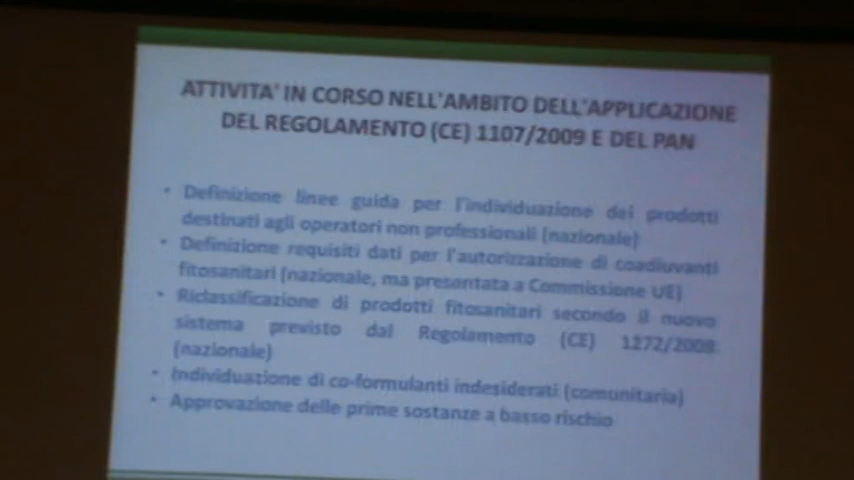 ATTIVITA' IN CORSO NELL'AMBITO DELL'APPLICAZIONE
DEL REGOLAMENTO (CE) 1107/2009 E DEL PAN
• Definizione linee guida per l'individuazione dei prodotti
destinati agli operatori non professionali (nazionale)
• Definizione requisiti dati per l'autorizzazione di coadiuvanti
fitosanitari (nazionale, ma presentata a Commissione UE)
• Riclassificazione di prodotti fitosanitari secondo il nuovo
sistema previsto dal Regolamento (CE) 1272/2008
(nazionale)
• Individuazione di co-formulanti indesiderati (comunitaria)
• Approvazione delle prime sostanze a basso rischio